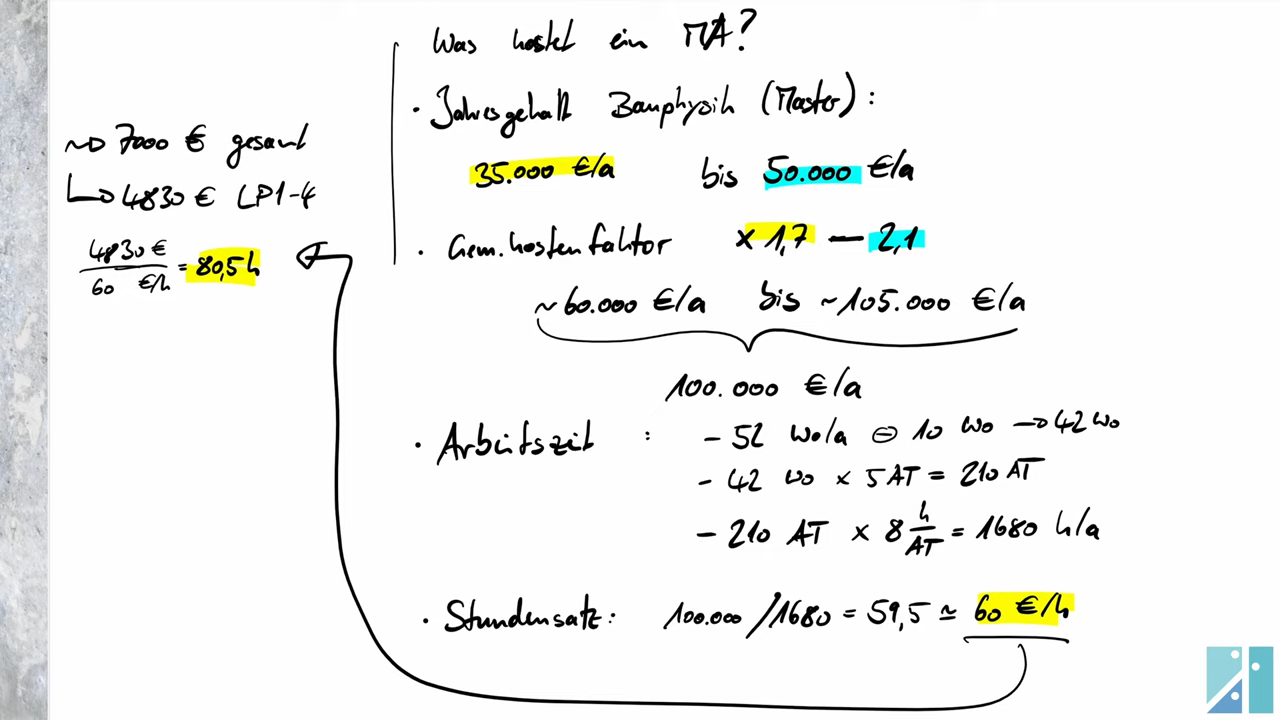 Was kostet ein MA?
· Jahresgehalt Bauphysik (Master):
35.000 €/a bis 50.000 €/a
· Gem.kostenfaktor × 1,7 — 2,1
~60.000 €/a bis ~105.000 €/a
100.000 €/a
· Arbeitszeit : - 52 Wo/a ⊖ 10 Wo → 42 Wo
- 42 Wo × 5 AT = 210 AT
- 210 AT × 8 h/AT = 1680 h/a
· Stundensatz: 100.000 / 1680 = 59,5 ≃ 60 €/h
~> 7000 € gesamt
↳ 4830 € LP1-4
4830 € / 60 €/h = 80,5 h